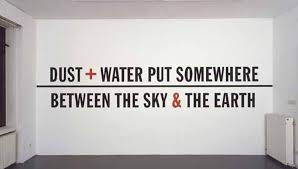 DUST + WATER PUT SOMEWHERE
BETWEEN THE SKY & THE EARTH